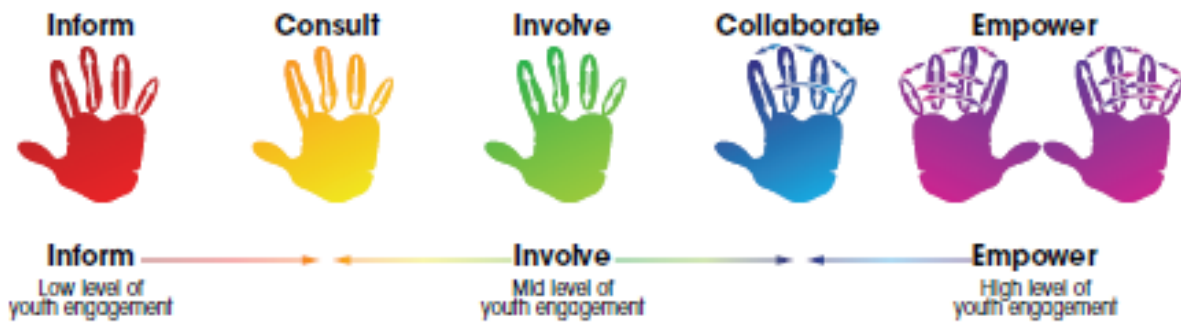 Inform Consult Involve Collaborate Empower
Inform Involve Empower
Low level of Mid level of High level of
youth engagement youth engagement youth engagement